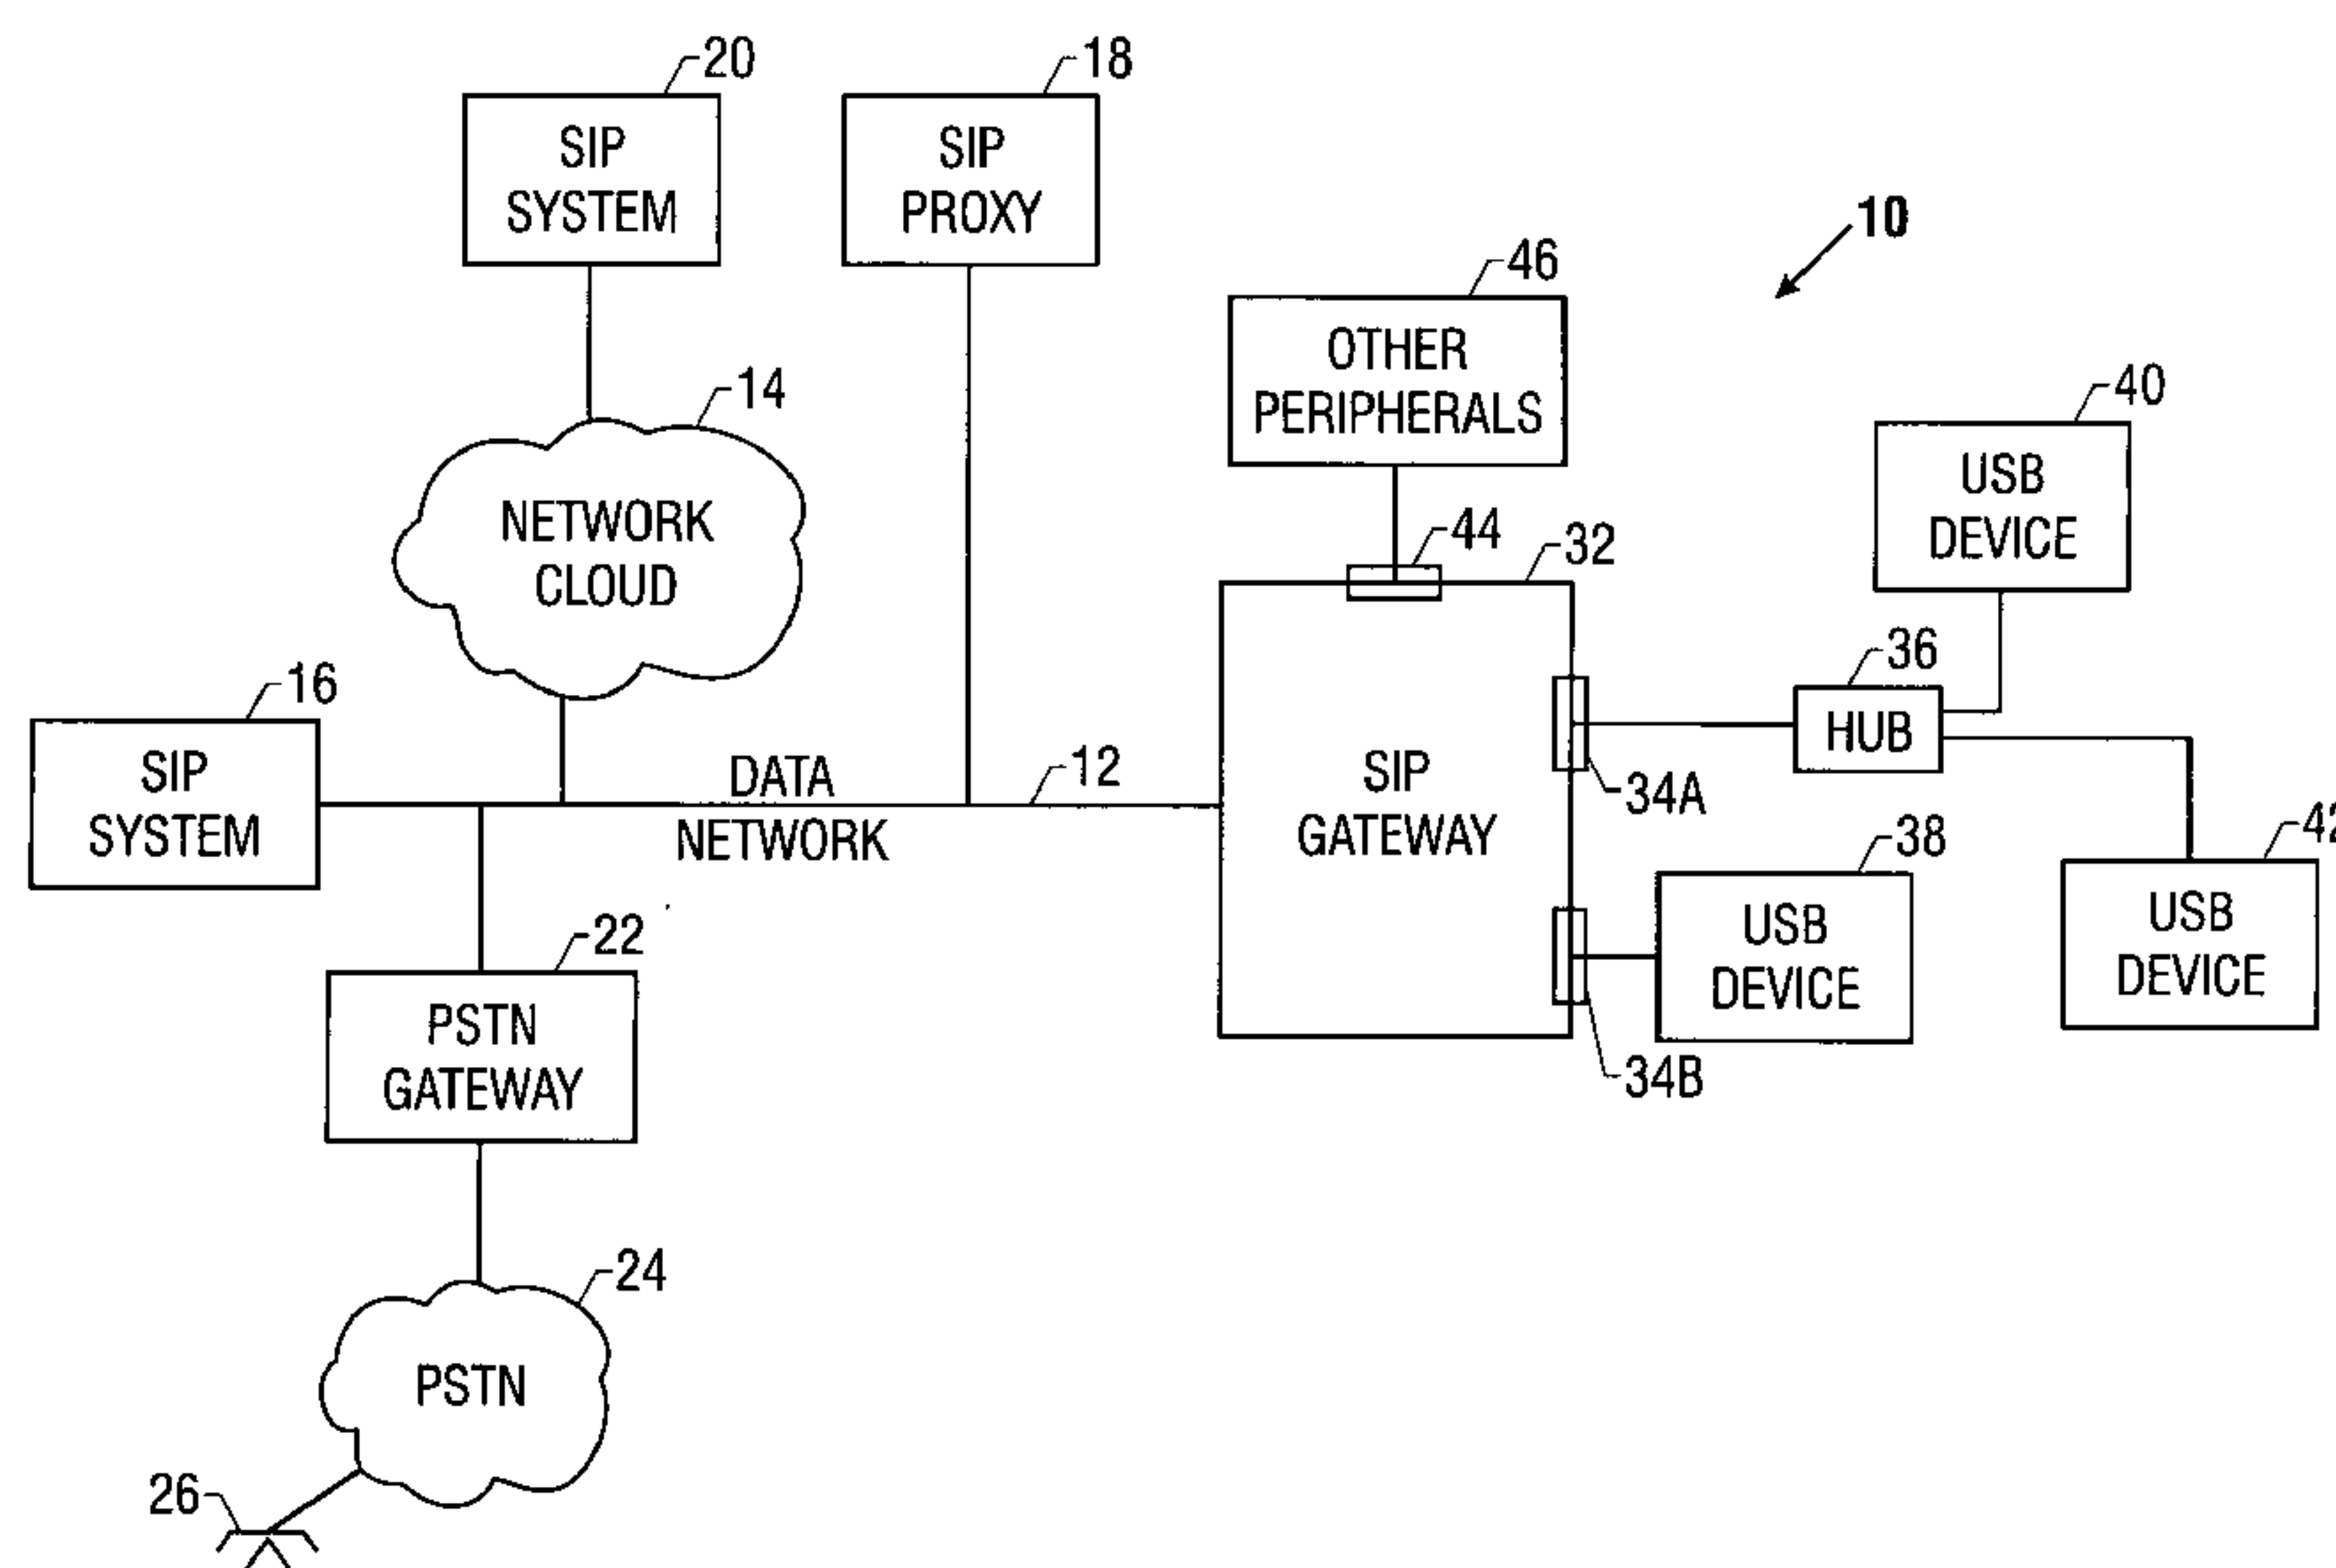 20
18
SIP
SYSTEM
SIP
PROXY
10
46
OTHER
PERIPHERALS
14
40
USB
DEVICE
NETWORK
CLOUD
44
32
36
HUB
16
SIP
SYSTEM
DATA
NETWORK
12
SIP
GATEWAY
34A
38
USB
DEVICE
42
USB
DEVICE
34B
22
PSTN
GATEWAY
24
PSTN
26